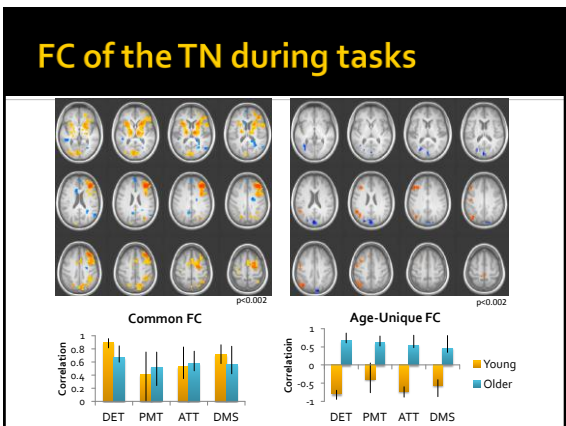 FC of the TN during tasks
p<0.002
p<0.002
Common FC
Correlation
1
0.8
0.6
0.4
0.2
0
DET PMT ATT DMS
Age-Unique FC
Correlatioin
1
0.5
0
-0.5
-1
DET PMT ATT DMS
Young
Older